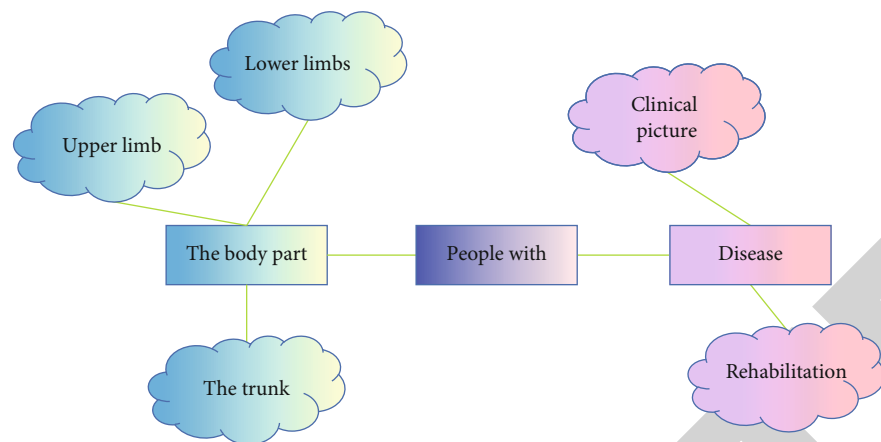 Lower limbs
Upper limb
Clinical
picture
The body part
People with
Disease
The trunk
Rehabilitation